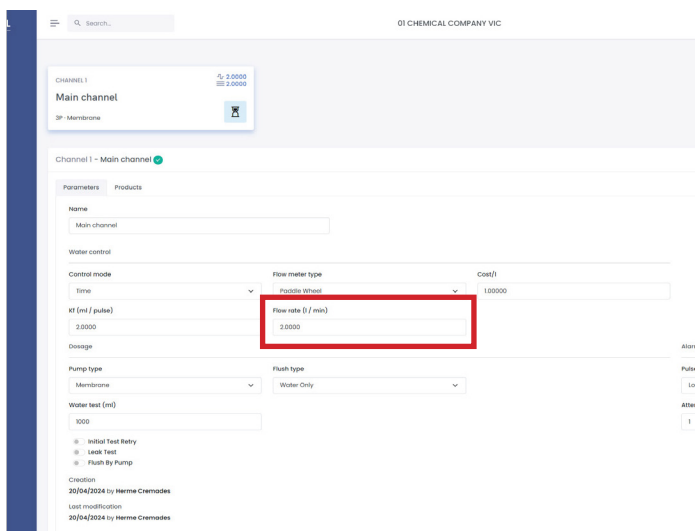 Search...
01 CHEMICAL COMPANY VIC
CHANNEL 1
2.0000
2.0000
Main channel
3P - Membrane
Channel 1 - Main channel
Parameters Products
Name
Main channel
Water control
Control mode Flow meter type Cost/l
Time Paddle Wheel 1.00000
Kf (ml / pulse) Flow rate (l / min)
2.0000 2.0000
Dosage
Pump type Flush type
Membrane Water Only
Water test (ml)
1000 1
Initial Test Retry
Leak Test
Flush By Pump
Creation
20/04/2024 by Herme Cremades
Last modification
20/04/2024 by Herme Cremades